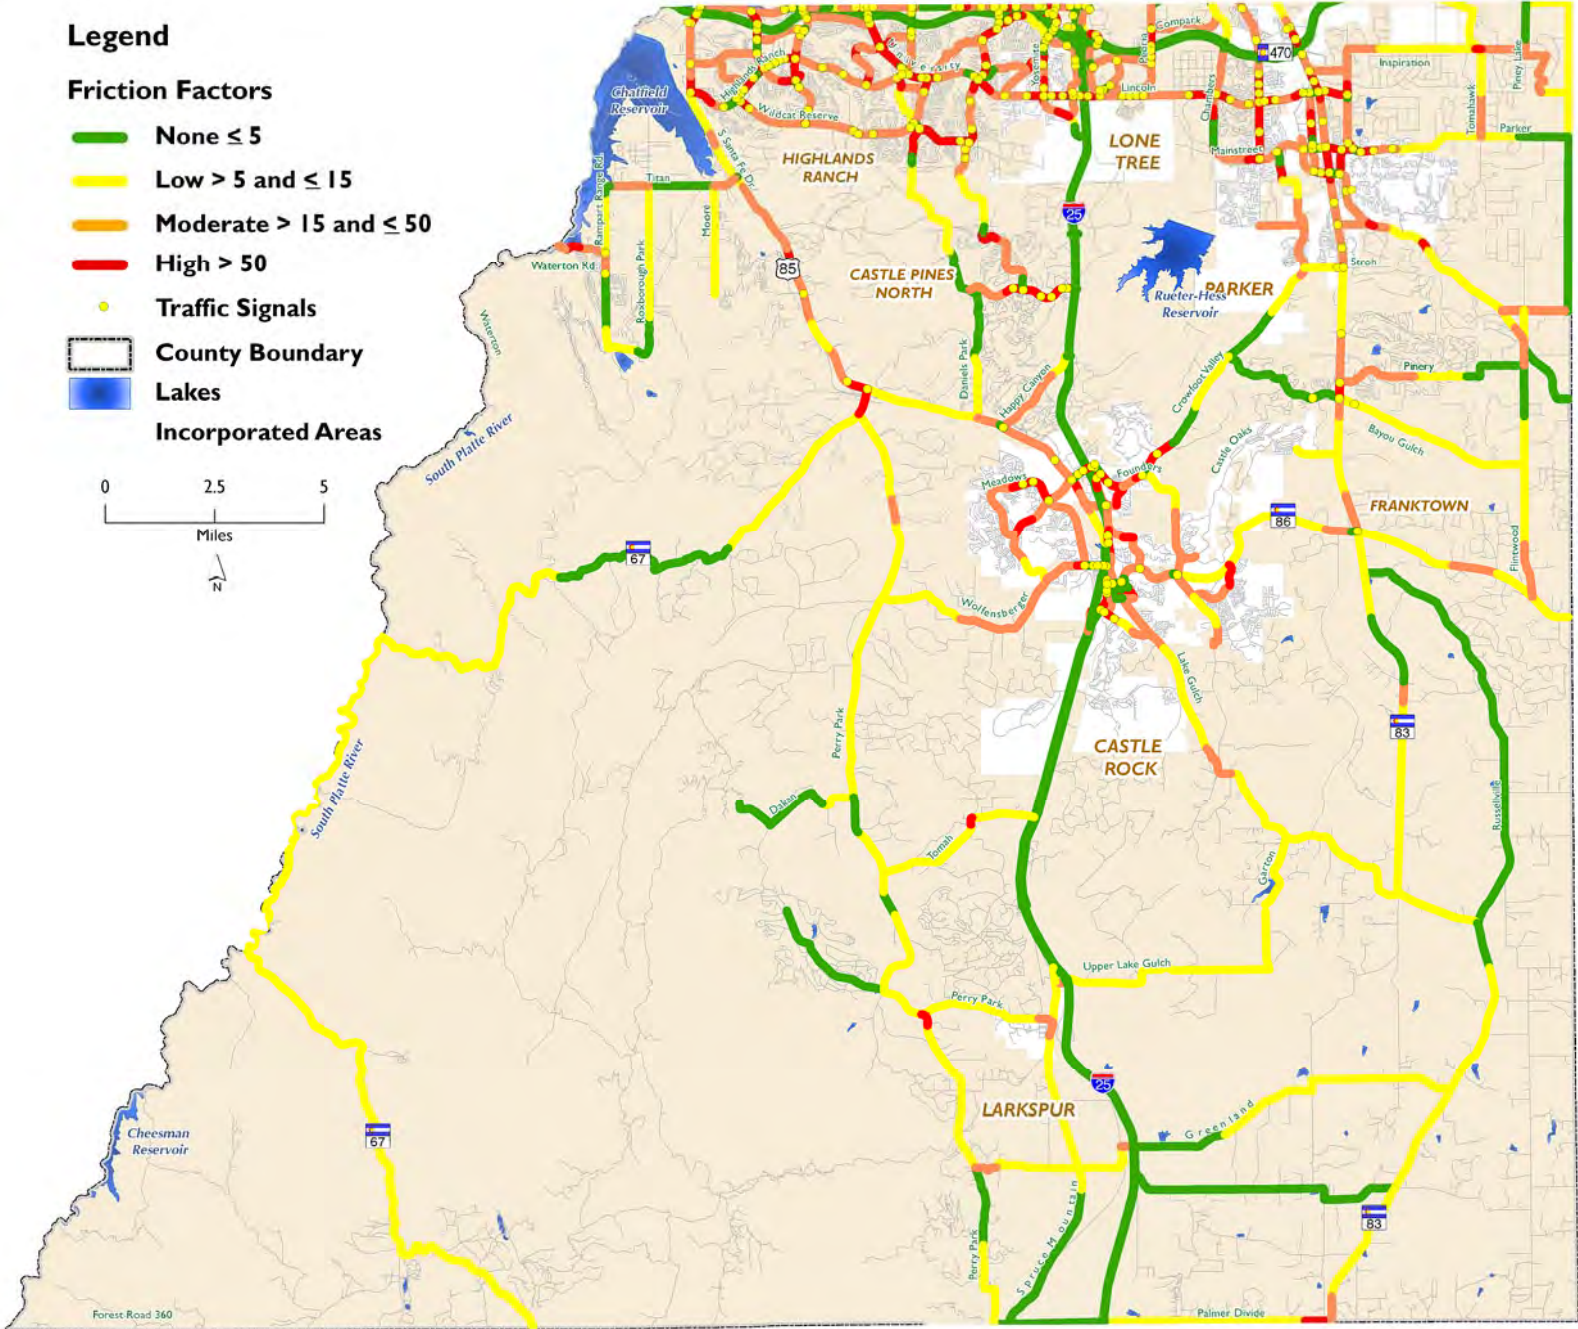 Legend
Friction Factors
None ≤ 5
Low > 5 and ≤ 15
Moderate > 15 and ≤ 50
High > 50
Traffic Signals
County Boundary
Lakes
Incorporated Areas
0 2.5 5
Miles
N
Chatfield
Reservoir
Highlands Ranch
University
Wildcat Reserve
Yosemite
Peoria
Compark
470
Lincoln
Chambers
Mainstreet
Inspiration
Tomahawk
Piney Lake
Parker
S Santa Fe Dr
HIGHLANDS
RANCH
LONE
TREE
Titan
Rampart Range Rd
Moore
Roxborough Park
Waterton Rd
Waterton
85
25
CASTLE PINES
NORTH
PARKER
Rueter-Hess
Reservoir
Stroh
Daniels Park
Happy Canyon
Crowfoot Valley
Pinery
Bayou Gulch
Castle Oaks
Founders
Meadows
South Platte River
67
86
FRANKTOWN
Flintwood
Wolfensberger
Lake Gulch
Perry Park
CASTLE
ROCK
83
Russellville
South Platte River
Dakan
Tomah
Garton
Upper Lake Gulch
Perry Park
25
LARKSPUR
Greenland
Cheesman
Reservoir
67
83
Perry Park
Spruce Mountain
Forest Road 360
Palmer Divide